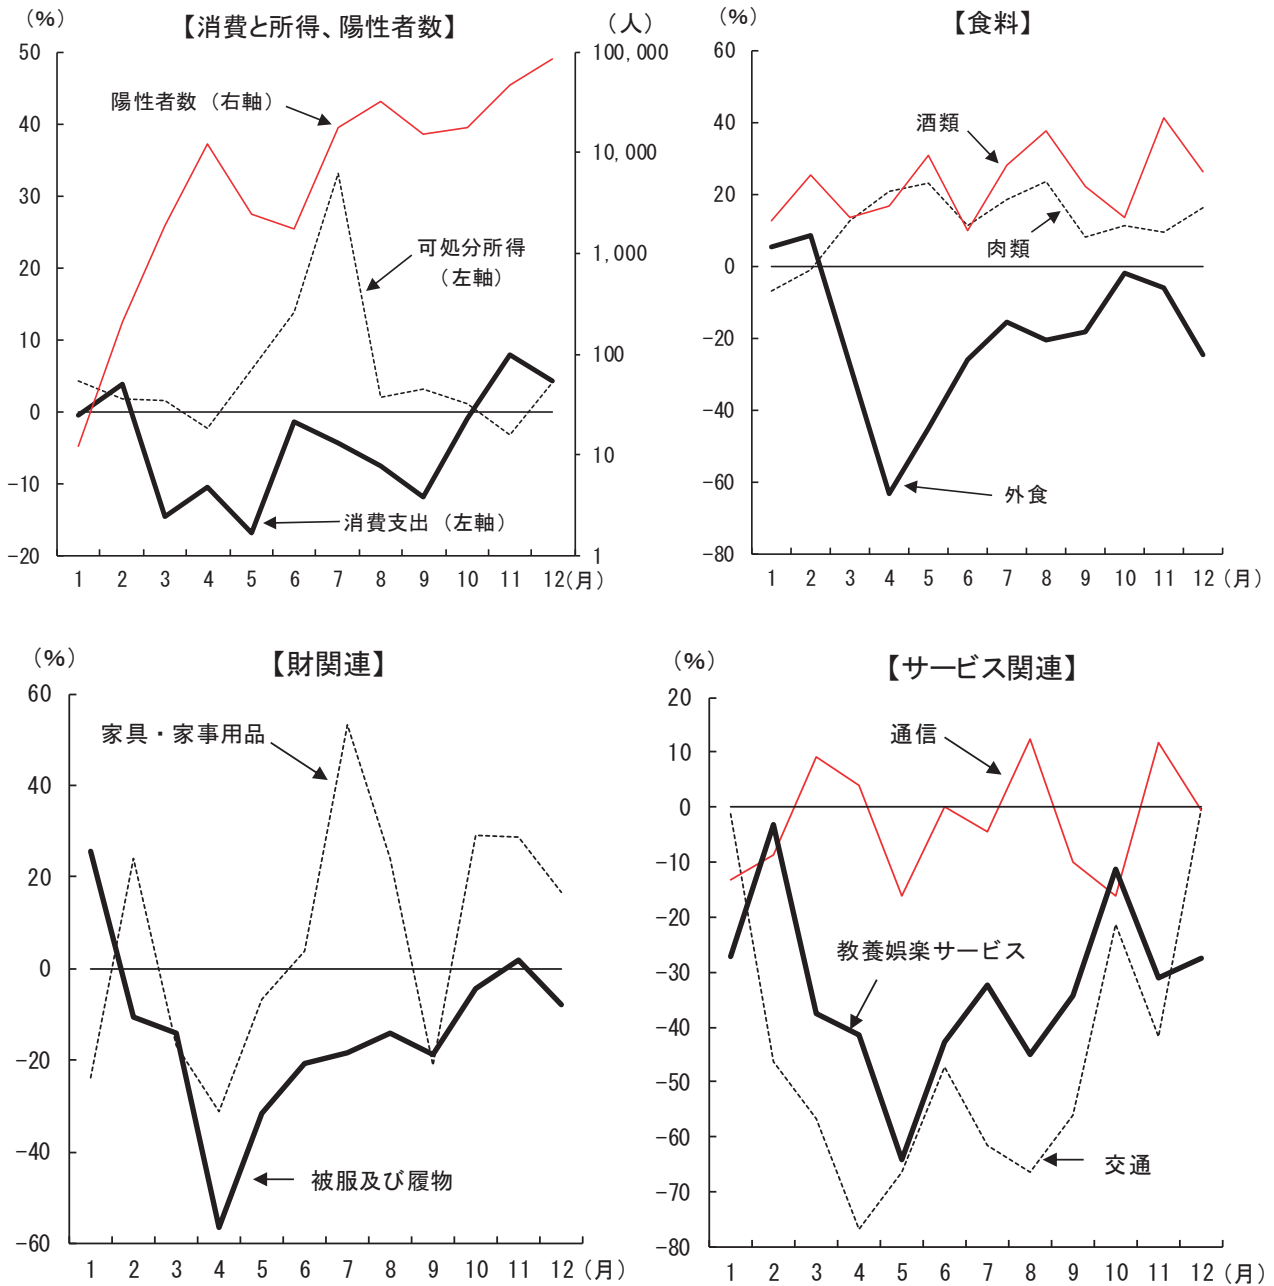 (%)
【消費と所得、陽性者数】
(人)
50
40
30
20
10
0
-10
-20
100,000
10,000
1,000
100
10
1
陽性者数（右軸）
可処分所得
（左軸）
消費支出（左軸）
1 2 3 4 5 6 7 8 9 10 11 12(月)
(%)
【食料】
60
40
20
0
-20
-40
-60
-80
酒類
肉類
外食
1 2 3 4 5 6 7 8 9 10 11 12(月)
(%)
【財関連】
60
40
20
0
-20
-40
-60
家具・家事用品
被服及び履物
1 2 3 4 5 6 7 8 9 10 11 12(月)
(%)
【サービス関連】
20
10
0
-10
-20
-30
-40
-50
-60
-70
-80
通信
教養娯楽サービス
交通
1 2 3 4 5 6 7 8 9 10 11 12(月)